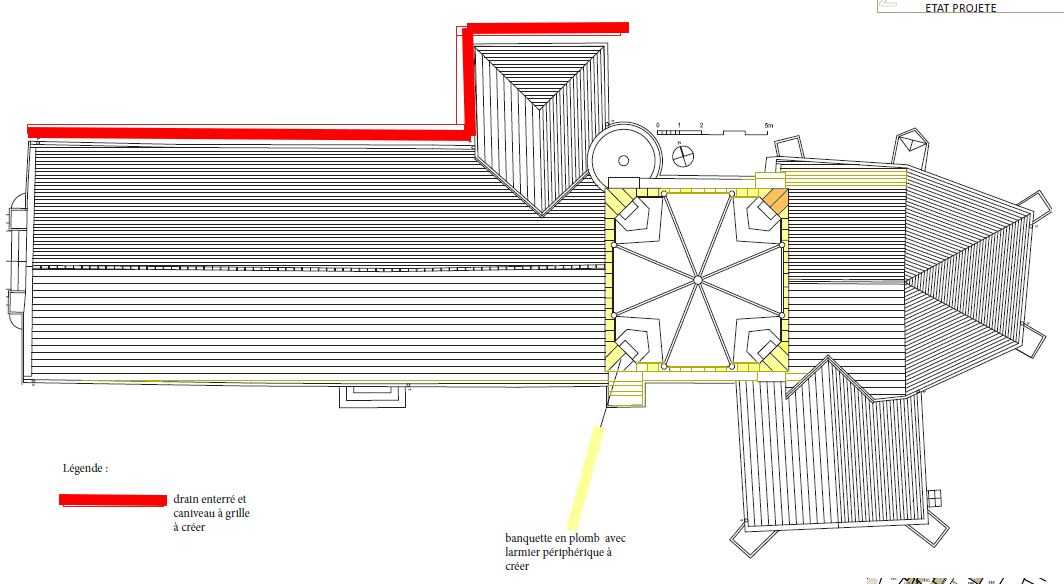 ETAT PROJETE
0 1 2 5m
N
Légende :
drain enterré et
caniveau à grille
à créer
banquette en plomb avec
larmier périphérique à
créer